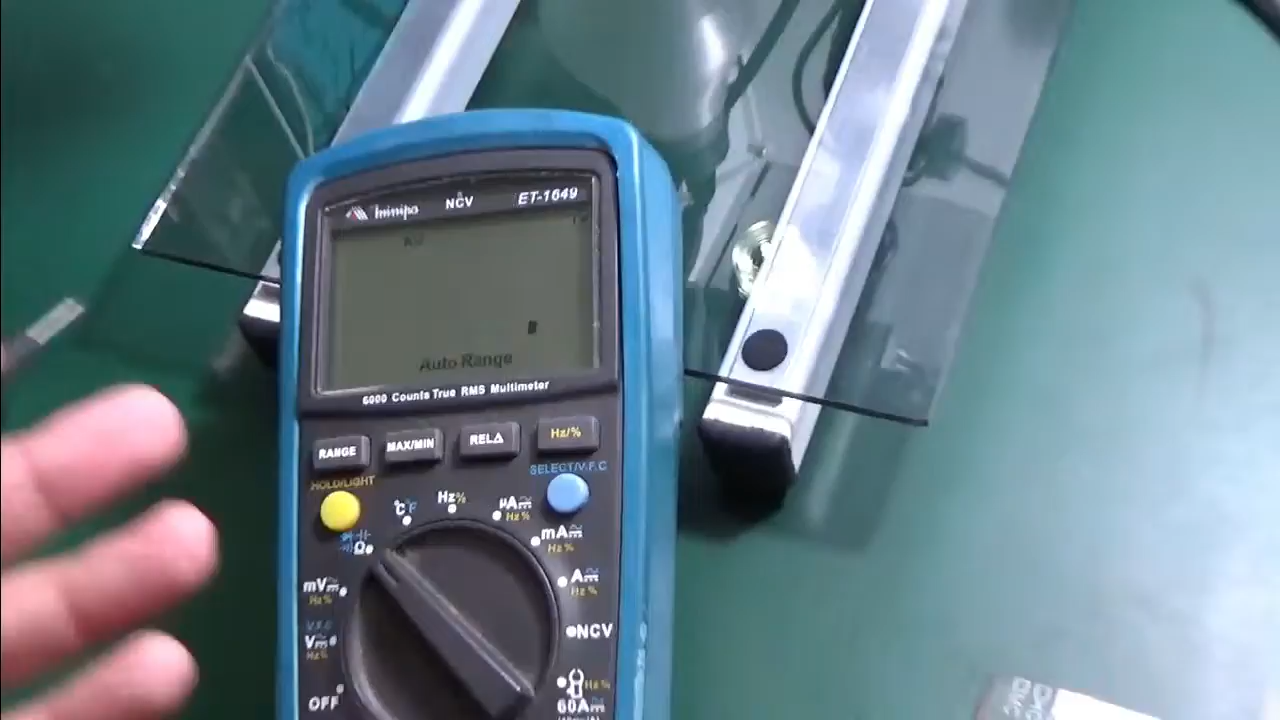 minipa NCV ET-1649
Auto Range
6000 Counts True RMS Multimeter
RANGE MAX/MIN REL∆ Hz/%
HOLD/LIGHT SELECT/V.F.C
°C°F Hz% µA Hz%
mA Hz%
Ω
mV Hz% A Hz%
V.F.C V Hz% NCV
OFF Hz%
60A